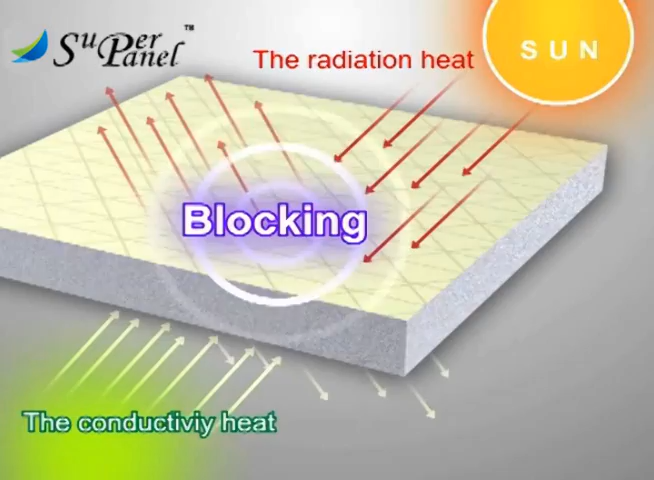 SuPer Panel™
The radiation heat
SUN
Blocking
The conductiviy heat